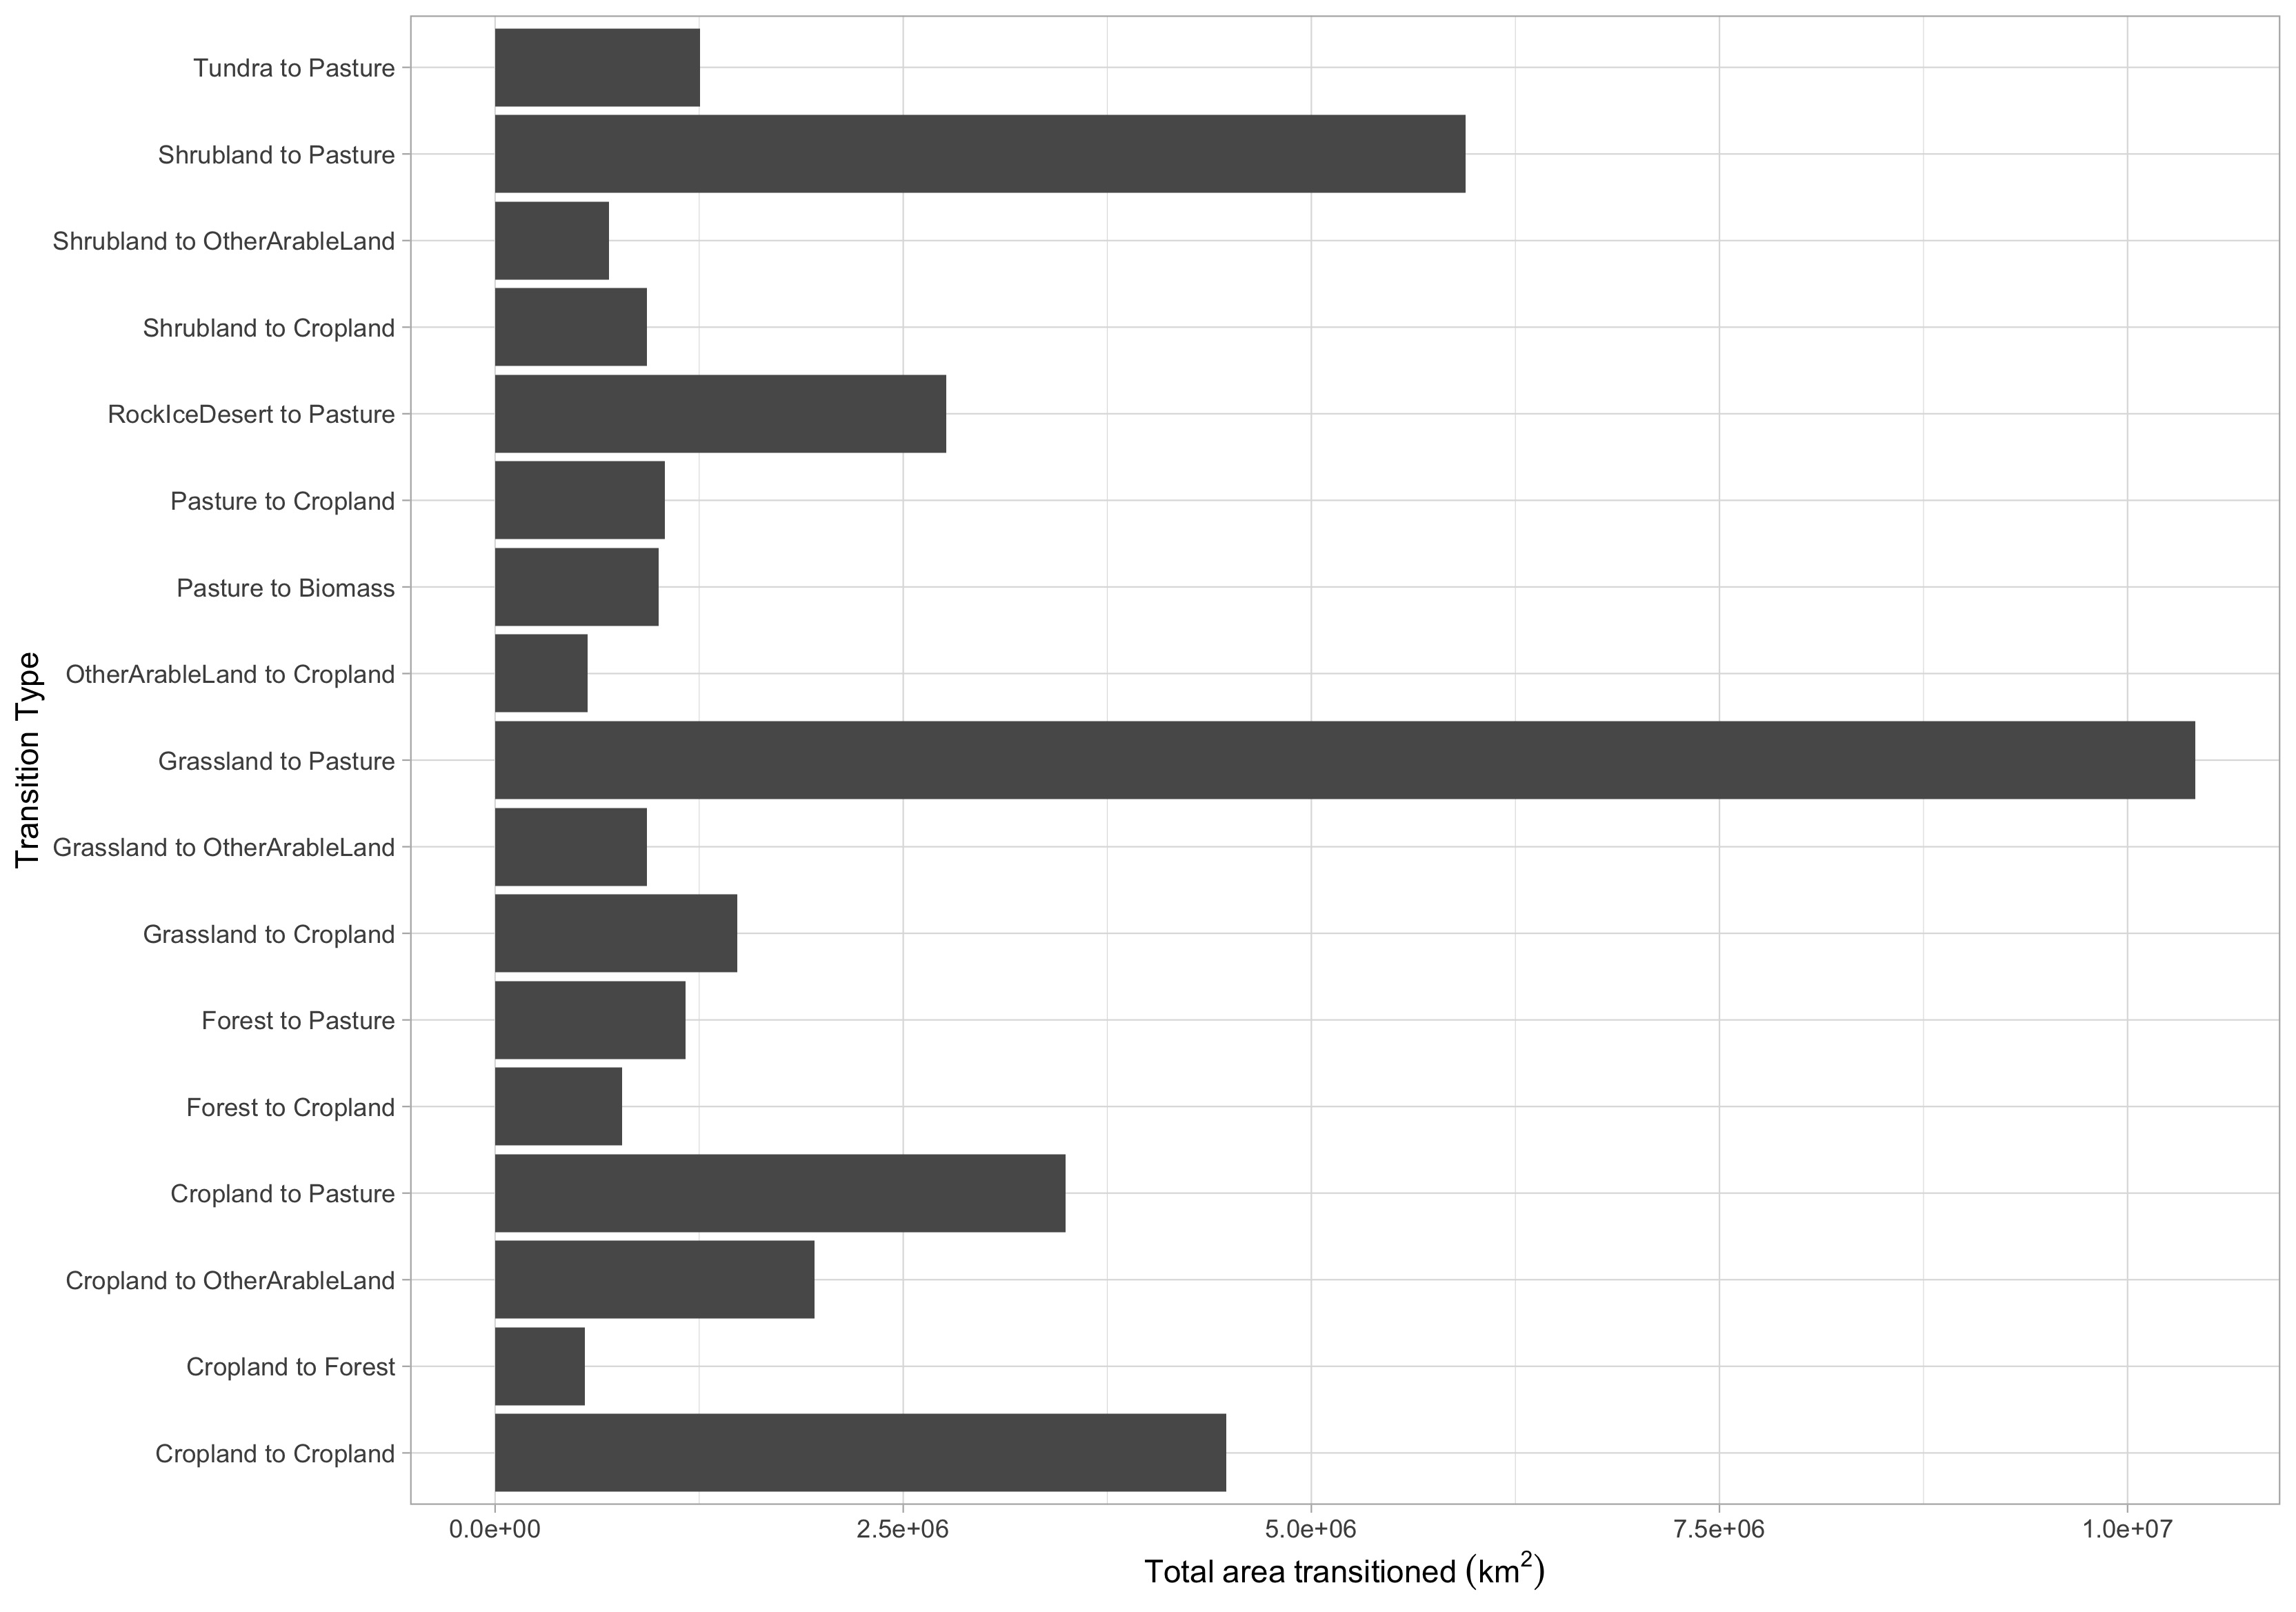 Tundra to Pasture
Shrubland to Pasture
Shrubland to OtherArableLand
Shrubland to Cropland
RockIceDesert to Pasture
Pasture to Cropland
Pasture to Biomass
OtherArableLand to Cropland
Grassland to Pasture
Grassland to OtherArableLand
Grassland to Cropland
Forest to Pasture
Forest to Cropland
Cropland to Pasture
Cropland to OtherArableLand
Cropland to Forest
Cropland to Cropland
Transition Type
0.0e+00 2.5e+06 5.0e+06 7.5e+06 1.0e+07
Total area transitioned (km²)